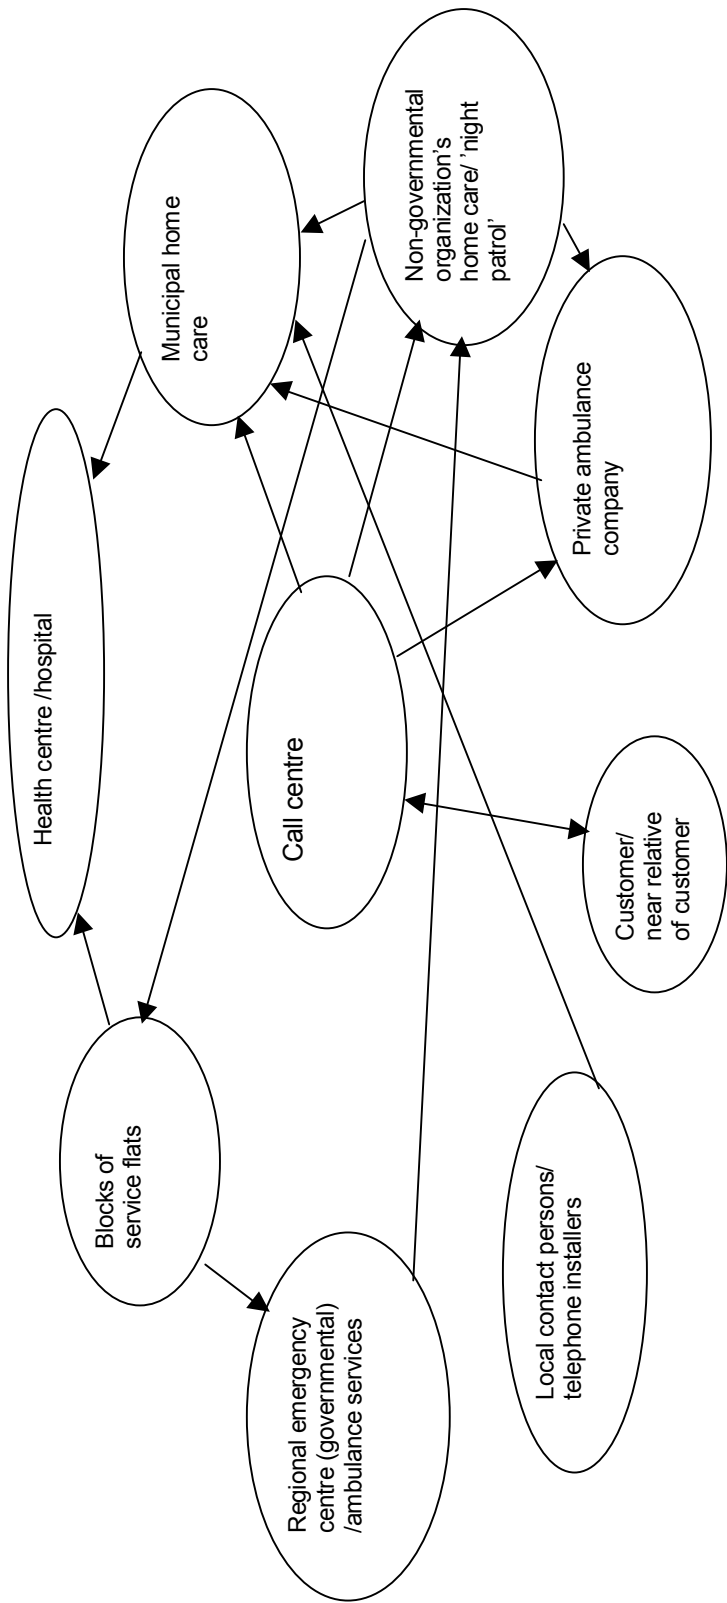 Health centre /hospital
Blocks of
service flats
Municipal home
care
Regional emergency
centre (governmental)
/ambulance services
Call centre
Non-governmental
organization's
home care/ 'night
patrol'
Local contact persons/
telephone installers
Private ambulance
company
Customer/
near relative
of customer